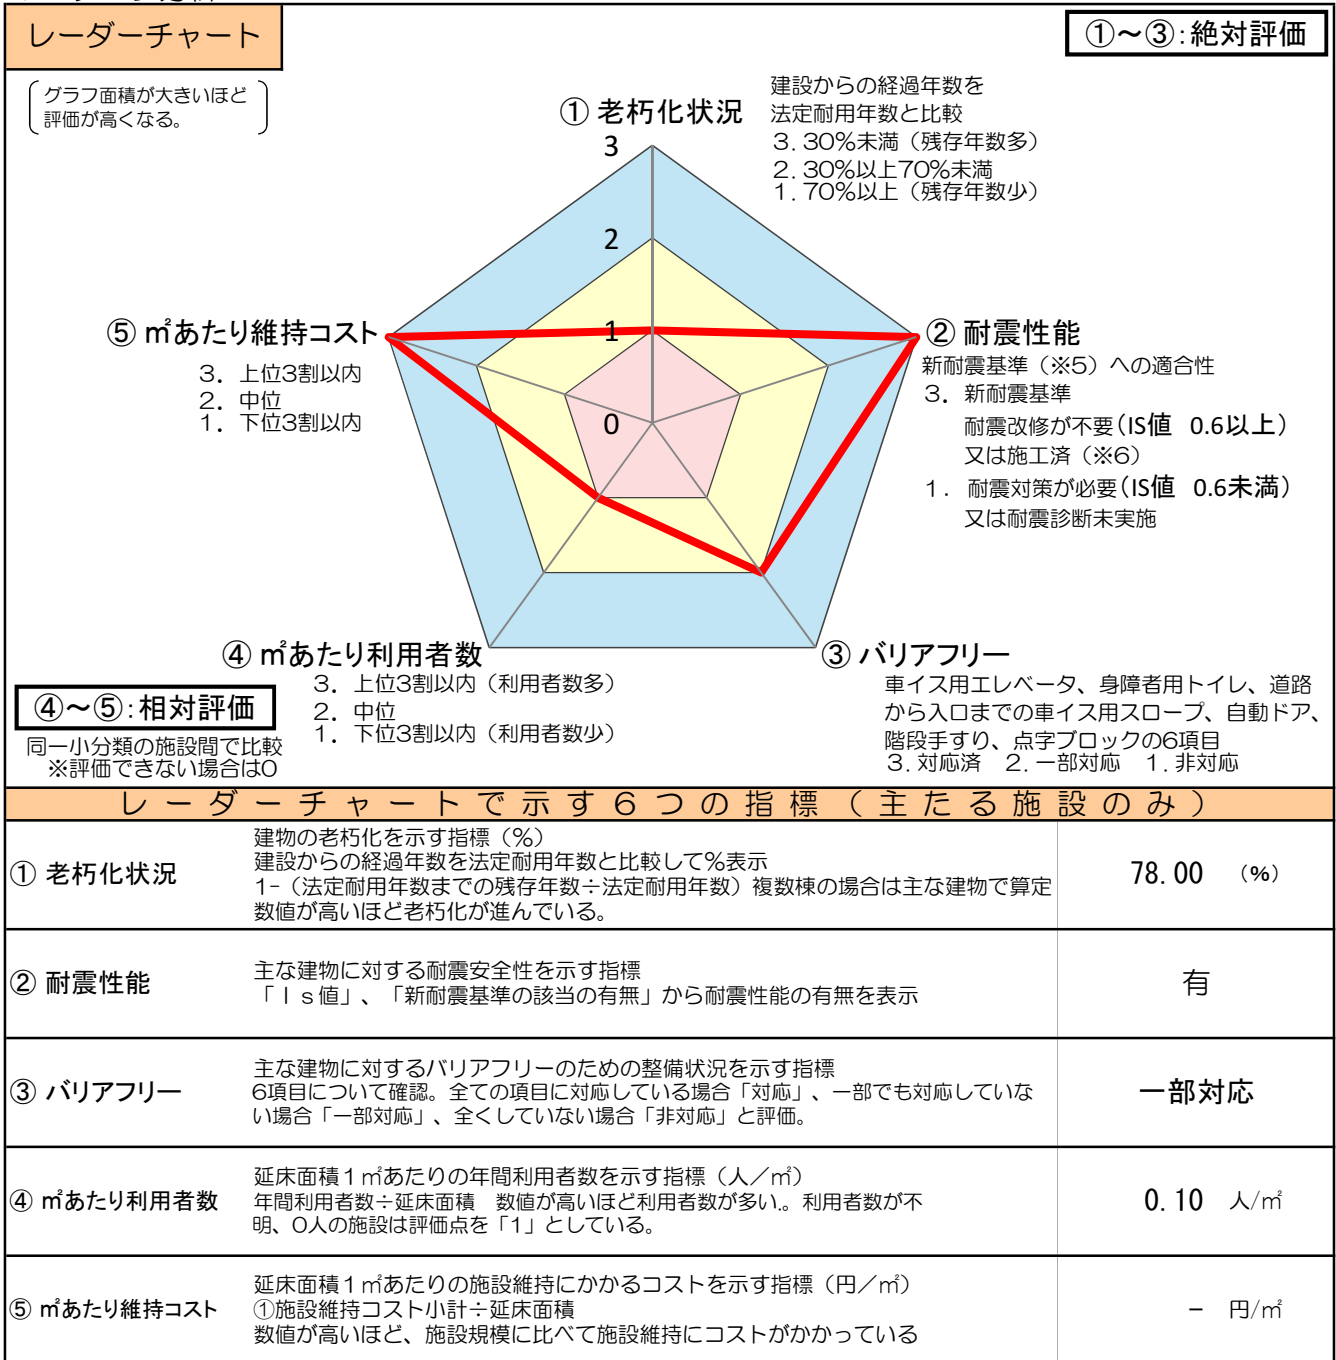 レーダーチャート
①～③:絶対評価
グラフ面積が大きいほど
評価が高くなる。
① 老朽化状況
建設からの経過年数を
法定耐用年数と比較
3. 30%未満（残存年数多）
2. 30%以上70%未満
1. 70%以上（残存年数少）
3
2
1
0
② 耐震性能
新耐震基準（※5）への適合性
3. 新耐震基準
耐震改修が不要(IS値 0.6以上)
又は施工済（※6）
1. 耐震対策が必要(IS値 0.6未満)
又は耐震診断未実施
⑤ ㎡あたり維持コスト
3. 上位3割以内
2. 中位
1. 下位3割以内
④ ㎡あたり利用者数
3. 上位3割以内（利用者数多）
2. 中位
1. 下位3割以内（利用者数少）
③ バリアフリー
車イス用エレベータ、身障者用トイレ、道路
から入口までの車イス用スロープ、自動ドア、
階段手すり、点字ブロックの6項目
3. 対応済 2. 一部対応 1. 非対応
④～⑤:相対評価
同一小分類の施設間で比較
※評価できない場合は0
レーダーチャートで示す６つの指標（主たる施設のみ）
① 老朽化状況
建物の老朽化を示す指標（%）
建設からの経過年数を法定耐用年数と比較して%表示
1-（法定耐用年数までの残存年数÷法定耐用年数）複数棟の場合は主な建物で算定
数値が高いほど老朽化が進んでいる。
78.00 （%）
② 耐震性能
主な建物に対する耐震安全性を示す指標
「Ｉｓ値」、「新耐震基準の該当の有無」から耐震性能の有無を表示
有
③ バリアフリー
主な建物に対するバリアフリーのための整備状況を示す指標
6項目について確認。全ての項目に対応している場合「対応」、一部でも対応していな
い場合「一部対応」、全くしていない場合「非対応」と評価。
一部対応
④ ㎡あたり利用者数
延床面積１㎡あたりの年間利用者数を示す指標（人／㎡）
年間利用者数÷延床面積　数値が高いほど利用者数が多い。利用者数が不
明、0人の施設は評価点を「1」としている。
0.10 人/㎡
⑤ ㎡あたり維持コスト
延床面積１㎡あたりの施設維持にかかるコストを示す指標（円／㎡）
①施設維持コスト小計÷延床面積
数値が高いほど、施設規模に比べて施設維持にコストがかかっている
－ 円/㎡